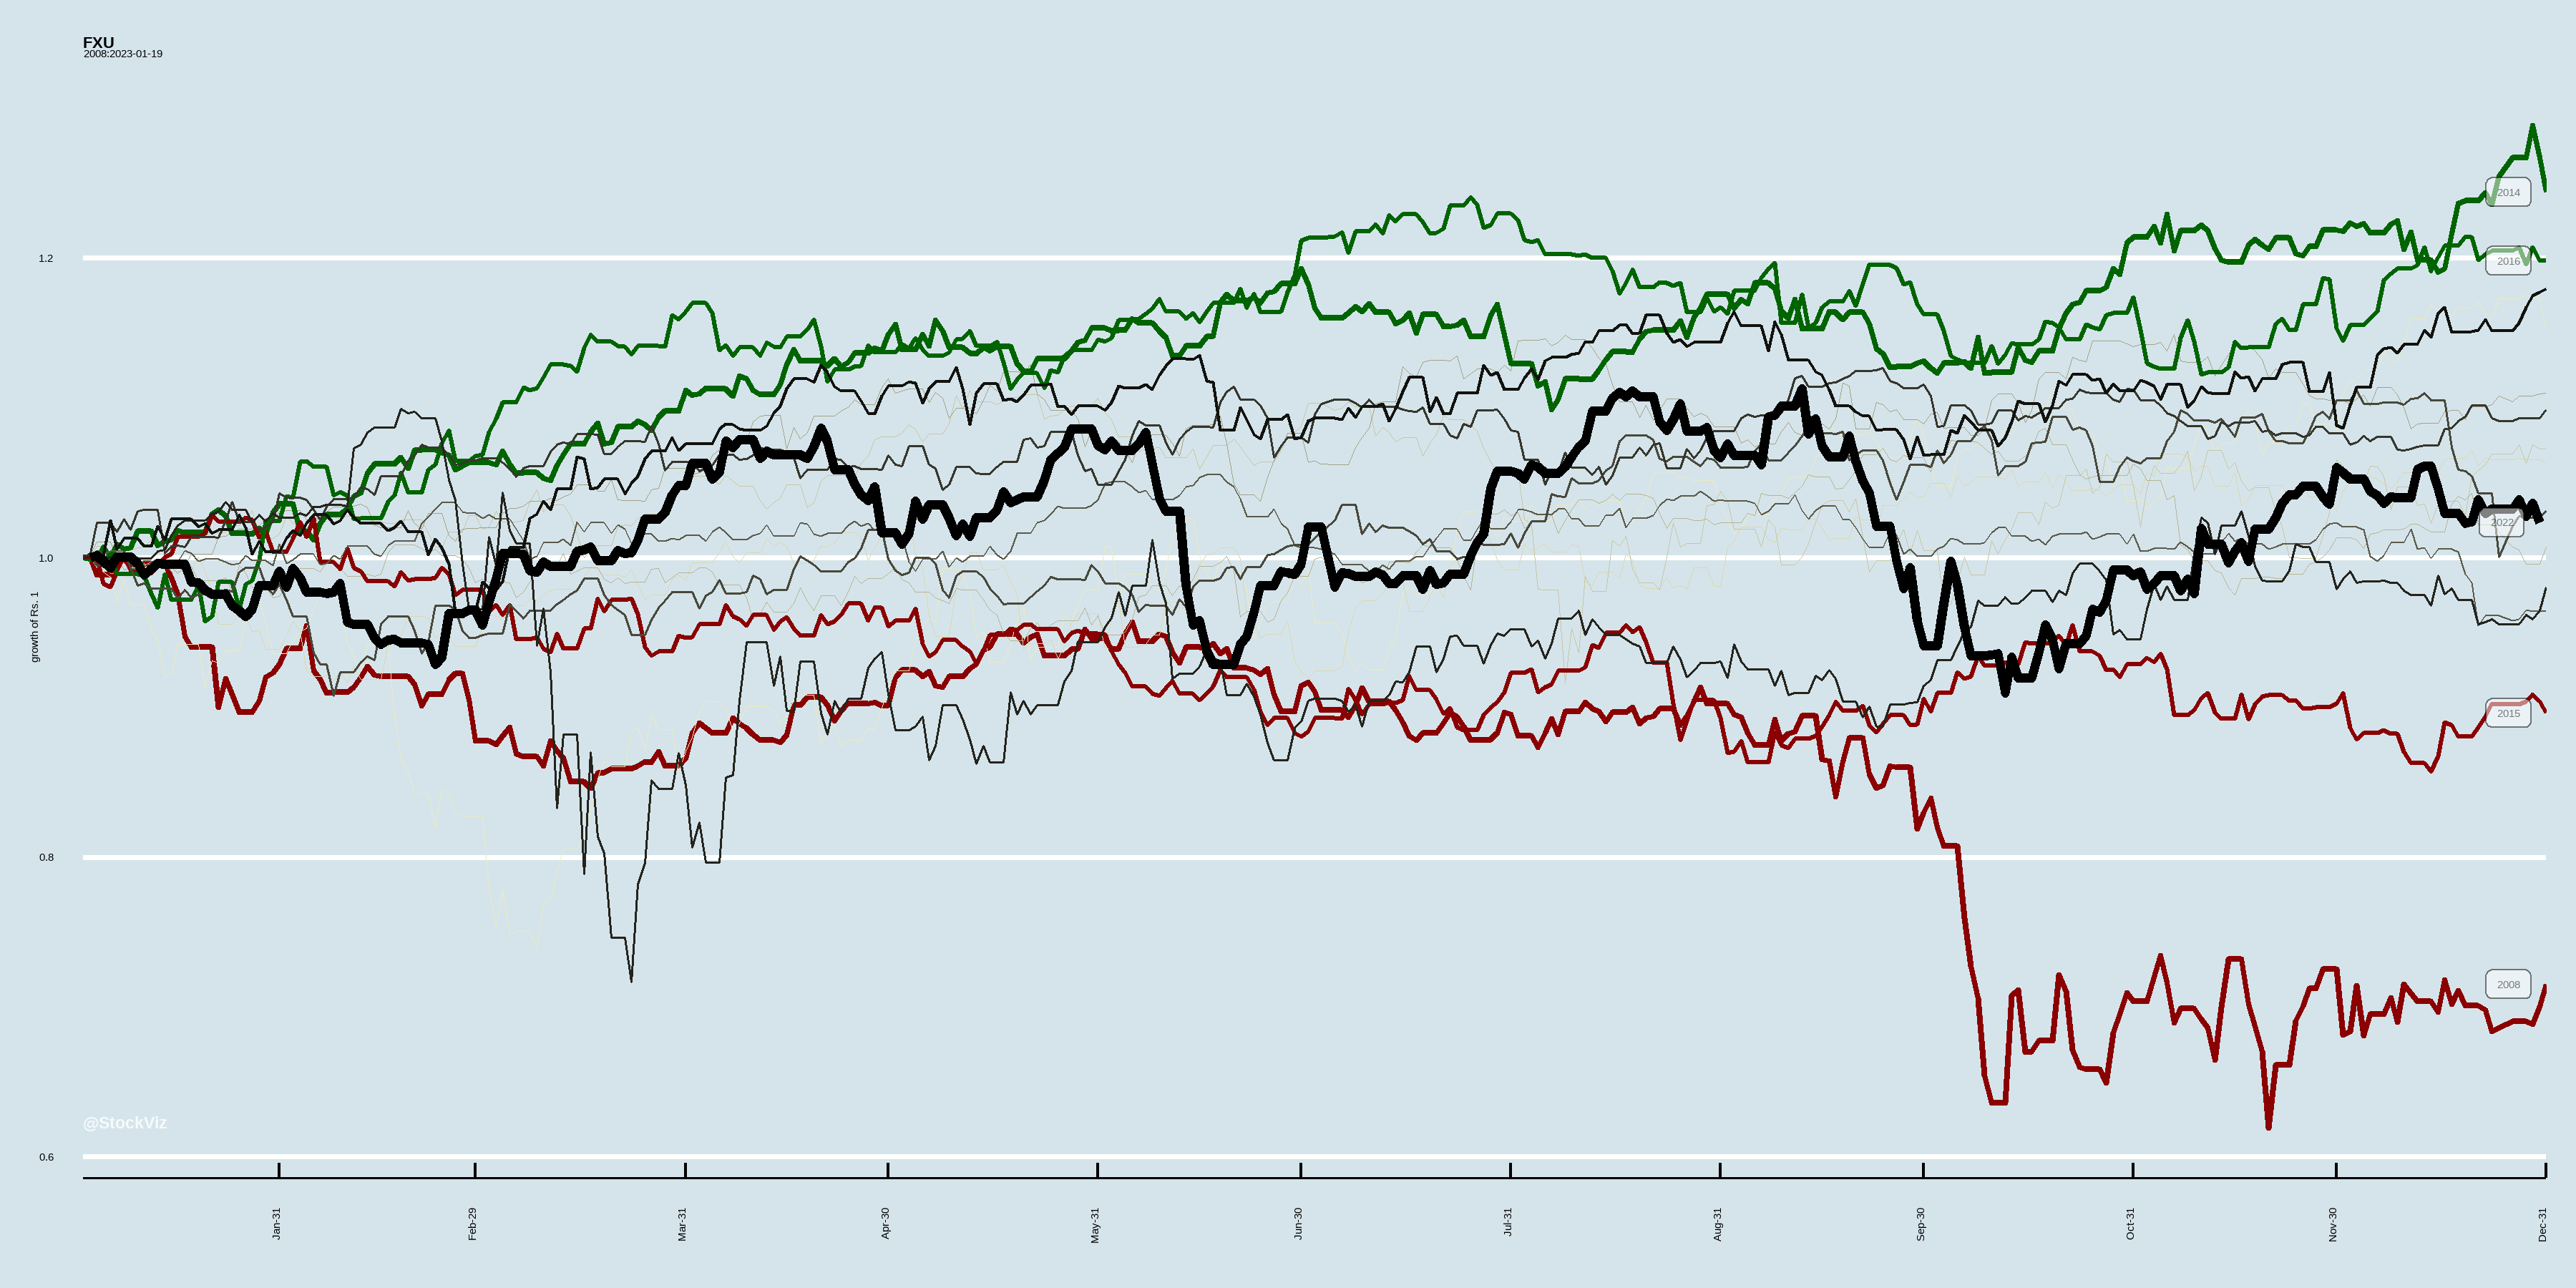 FXU
2008:2023-01-19
1.2
1.0
0.8
0.6
growth of Rs. 1
2014
2016
2022
2015
2008
@StockViz
Jan-31
Feb-29
Mar-31
Apr-30
May-31
Jun-30
Jul-31
Aug-31
Sep-30
Oct-31
Nov-30
Dec-31